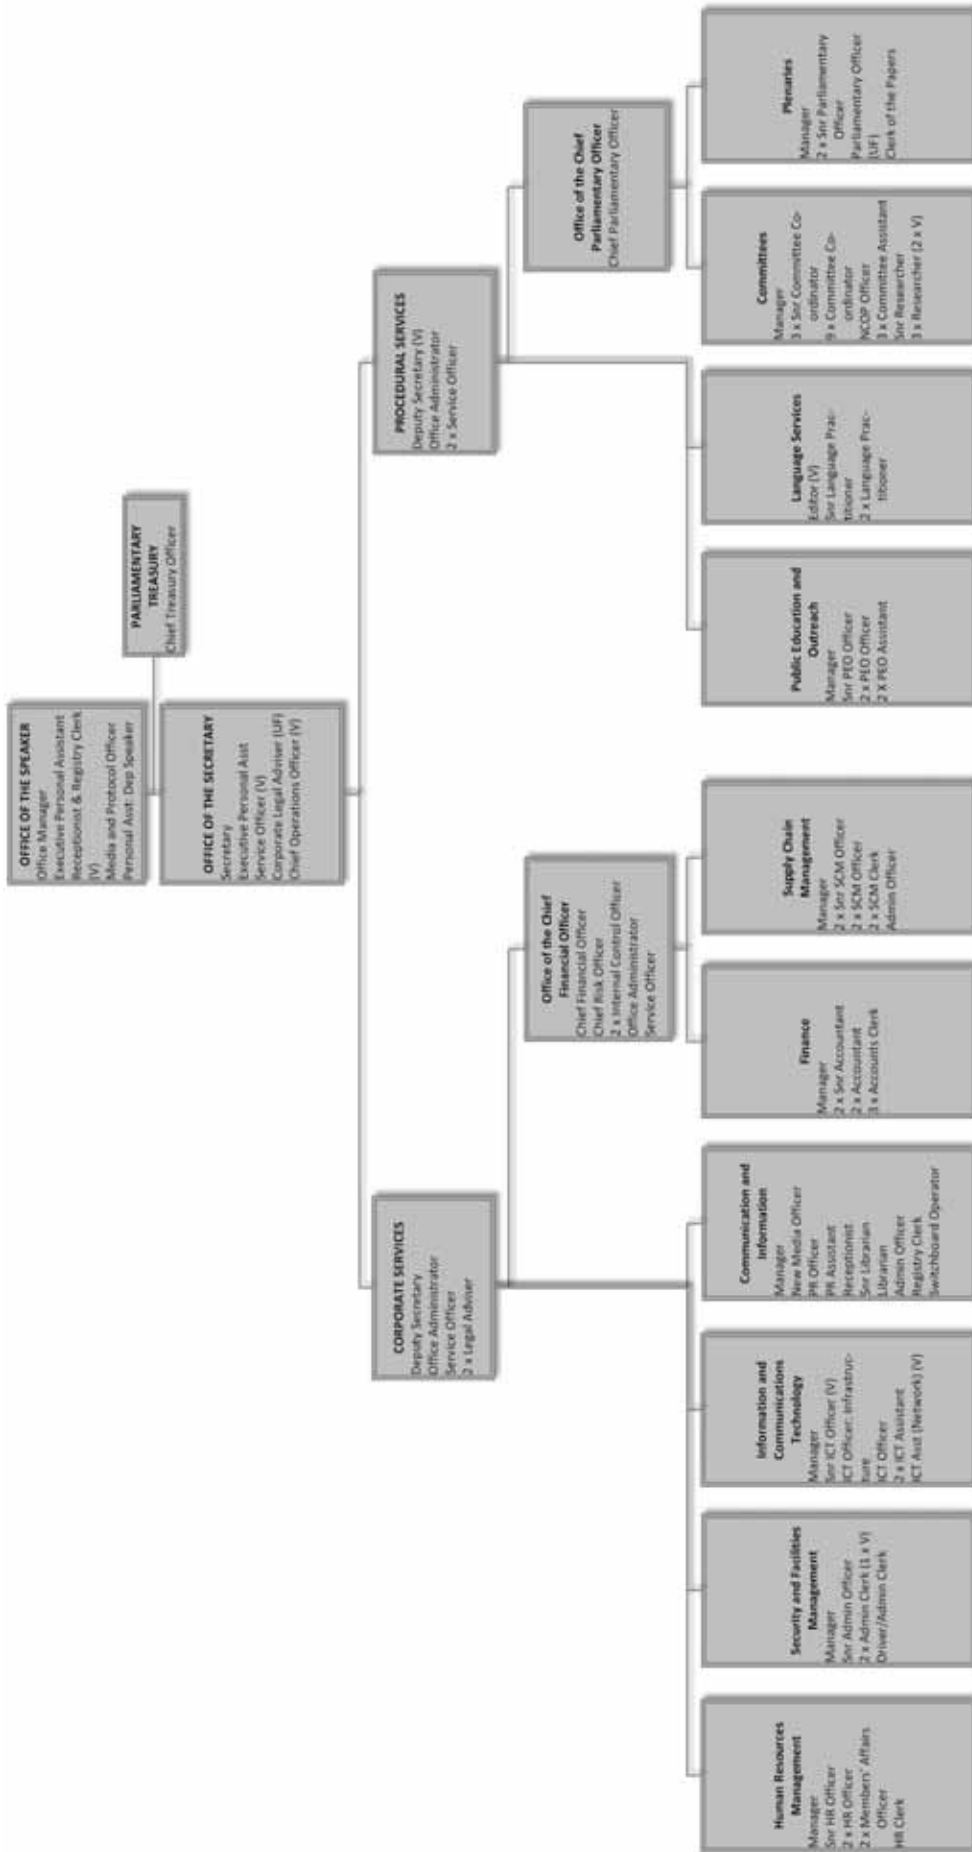 OFFICE OF THE SPEAKER
Office Manager
Executive Personal Assistant
Receptionist & Registry Clerk
(V)
Media and Protocol Officer
Personal Asst: Dep Speaker
PARLIAMENTARY
TREASURY
Chief Treasury Officer
OFFICE OF THE SECRETARY
Secretary
Executive Personal Asst
Service Officer (V)
Corporate Legal Adviser (UF)
Chief Operations Officer (V)
CORPORATE SERVICES
Deputy Secretary
Office Administrator
Service Officer
2 x Legal Adviser
PROCEDURAL SERVICES
Deputy Secretary (V)
Office Administrator
2 x Service Officer
Office of the Chief
Financial Officer
Chief Financial Officer
Chief Risk Officer
2 x Internal Control Officer
Office Administrator
Service Officer
Office of the Chief
Parliamentary Officer
Chief Parliamentary Officer
Human Resources
Management
Manager
Snr HR Officer
2 x HR Officer
2 x Members' Affairs
Officer
HR Clerk
Security and Facilities
Management
Manager
Snr Admin Officer
2 x Admin Clerk (1 x V)
Driver/Admin Clerk
Information and
Communications
Technology
Manager
Snr ICT Officer (V)
ICT Officer: Infrastruc-
ture
ICT Officer
2 x ICT Assistant
ICT Asst (Network) (V)
Communication and
Information
Manager
New Media Officer
PR Officer
PR Assistant
Receptionist
Snr Librarian
Librarian
Admin Officer
Registry Clerk
Switchboard Operator
Finance
Manager
2 x Snr Accountant
2 x Accountant
3 x Accounts Clerk
Supply Chain
Management
Manager
2 x Snr SCM Officer
2 x SCM Officer
2 x SCM Clerk
Admin Officer
Public Education and
Outreach
Manager
Snr PEO Officer
2 x PEO Officer
2 X PEO Assistant
Language Services
Editor (V)
Snr Language Prac-
titioner
2 x Language Prac-
titioner
Committees
Manager
3 x Snr Committee Co-
ordinator
9 x Committee Co-
ordinator
NCOP Officer
3 x Committee Assistant
Snr Researcher
3 x Researcher (2 x V)
Plenaries
Manager
2 x Snr Parliamentary
Officer
Parliamentary Officer
(UF)
Clerk of the Papers